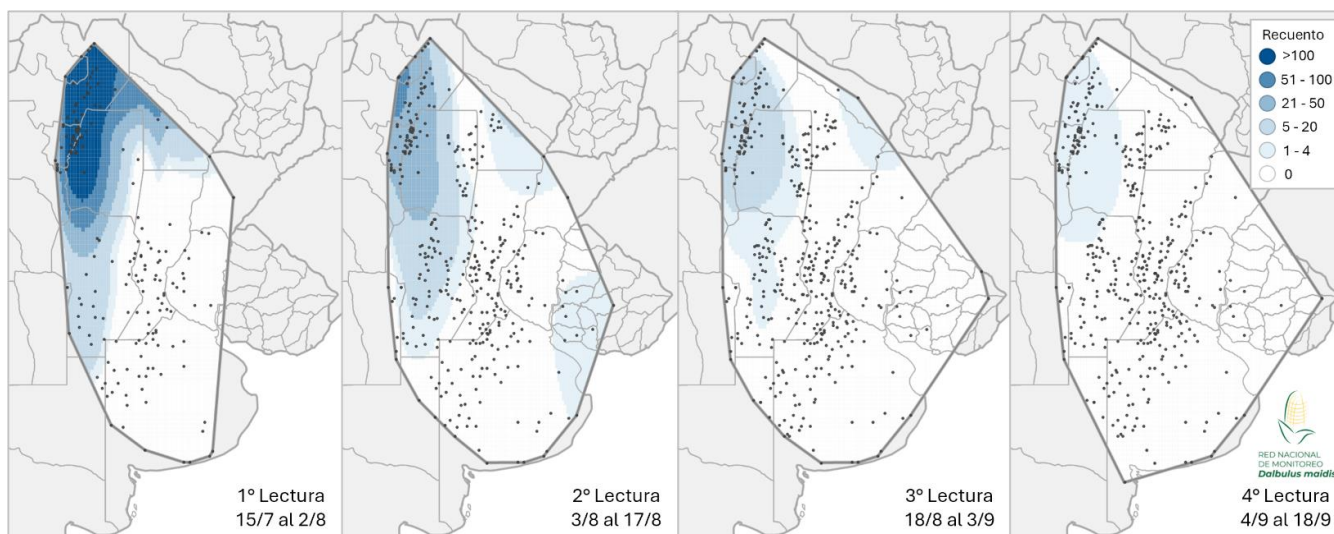 Recuento
>100
51 - 100
21 - 50
5 - 20
1 - 4
0
1º Lectura
15/7 al 2/8
2º Lectura
3/8 al 17/8
3º Lectura
18/8 al 3/9
RED NACIONAL
DE MONITOREO
Dalbulus maidis
4º Lectura
4/9 al 18/9